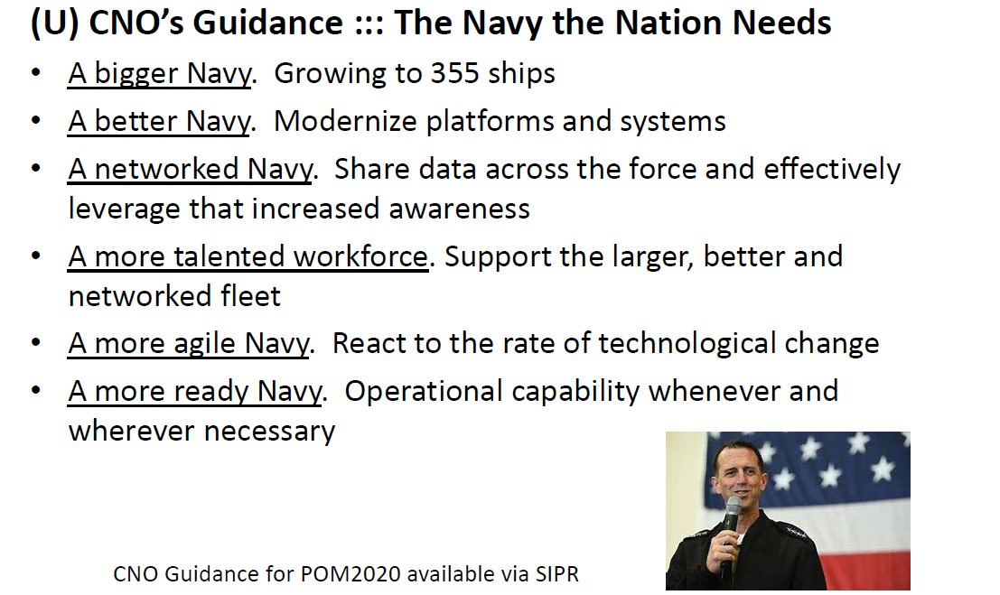 (U) CNO’s Guidance ::: The Navy the Nation Needs
• A bigger Navy.  Growing to 355 ships
• A better Navy.  Modernize platforms and systems
• A networked Navy.  Share data across the force and effectively
leverage that increased awareness
• A more talented workforce. Support the larger, better and
networked fleet
• A more agile Navy.  React to the rate of technological change
• A more ready Navy.  Operational capability whenever and
wherever necessary
CNO Guidance for POM2020 available via SIPR